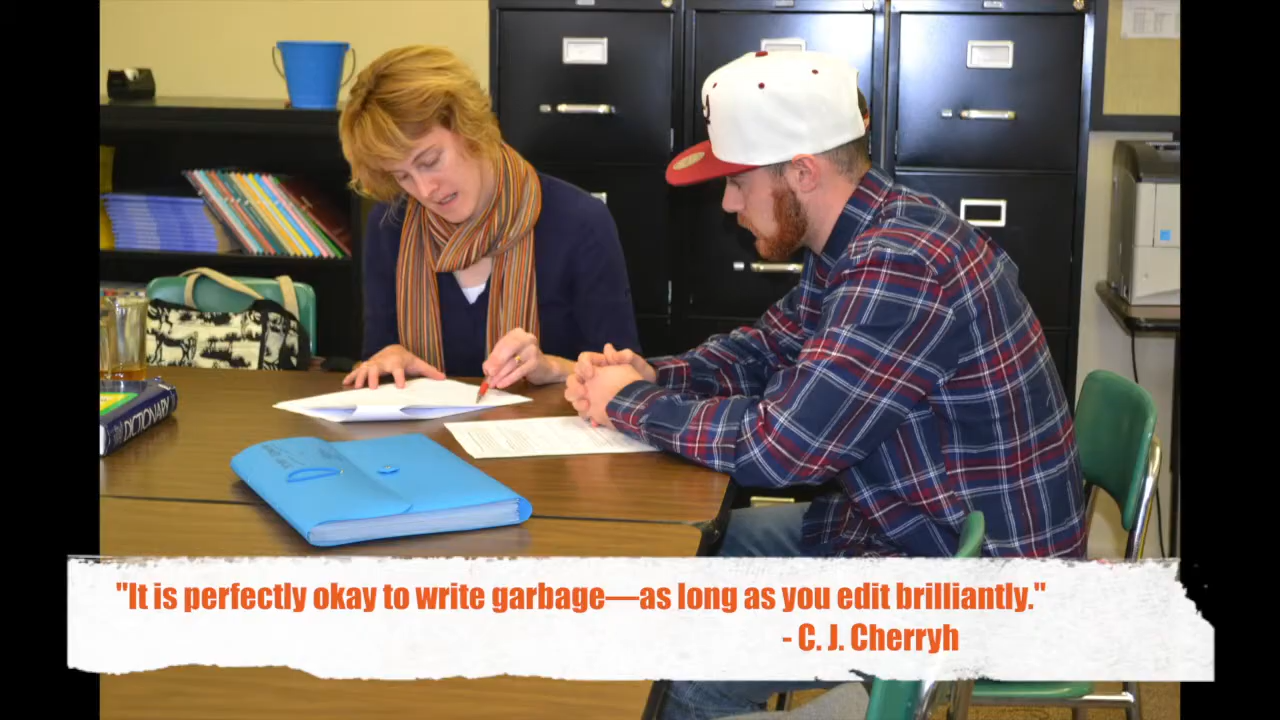 DICTIONARY
"It is perfectly okay to write garbage—as long as you edit brilliantly."
- C. J. Cherryh